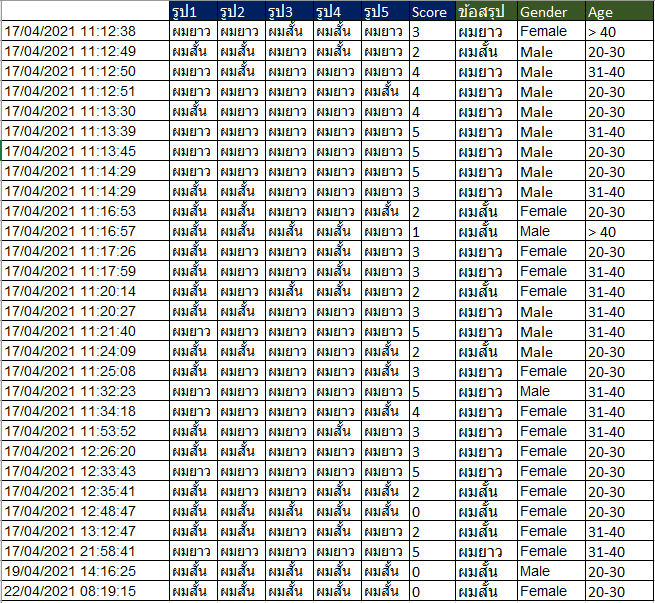 รูป1 รูป2 รูป3 รูป4 รูป5 Score ข้อสรุป Gender Age
17/04/2021 11:12:38 ผมยาว ผมยาว ผมสั้น ผมสั้น ผมยาว 3 ผมยาว Female > 40
17/04/2021 11:12:49 ผมสั้น ผมสั้น ผมยาว ผมสั้น ผมยาว 2 ผมสั้น Male 20-30
17/04/2021 11:12:50 ผมยาว ผมสั้น ผมยาว ผมยาว ผมยาว 4 ผมยาว Male 31-40
17/04/2021 11:12:51 ผมยาว ผมยาว ผมยาว ผมยาว ผมสั้น 4 ผมยาว Male 20-30
17/04/2021 11:13:30 ผมสั้น ผมยาว ผมยาว ผมยาว ผมยาว 4 ผมยาว Male 20-30
17/04/2021 11:13:39 ผมยาว ผมยาว ผมยาว ผมยาว ผมยาว 5 ผมยาว Male 31-40
17/04/2021 11:13:45 ผมยาว ผมยาว ผมยาว ผมยาว ผมยาว 5 ผมยาว Male 20-30
17/04/2021 11:14:29 ผมยาว ผมยาว ผมยาว ผมยาว ผมยาว 5 ผมยาว Male 20-30
17/04/2021 11:14:29 ผมสั้น ผมสั้น ผมยาว ผมยาว ผมยาว 3 ผมยาว Male 31-40
17/04/2021 11:16:53 ผมสั้น ผมสั้น ผมยาว ผมยาว ผมสั้น 2 ผมสั้น Female 20-30
17/04/2021 11:16:57 ผมสั้น ผมสั้น ผมสั้น ผมสั้น ผมยาว 1 ผมสั้น Male > 40
17/04/2021 11:17:26 ผมสั้น ผมยาว ผมยาว ผมสั้น ผมยาว 3 ผมยาว Female 20-30
17/04/2021 11:17:59 ผมสั้น ผมยาว ผมยาว ผมสั้น ผมยาว 3 ผมยาว Female 31-40
17/04/2021 11:20:14 ผมสั้น ผมยาว ผมสั้น ผมสั้น ผมยาว 2 ผมสั้น Female 31-40
17/04/2021 11:20:27 ผมสั้น ผมสั้น ผมยาว ผมยาว ผมยาว 3 ผมยาว Male 31-40
17/04/2021 11:21:40 ผมยาว ผมยาว ผมยาว ผมยาว ผมยาว 5 ผมยาว Male 31-40
17/04/2021 11:24:09 ผมสั้น ผมสั้น ผมยาว ผมยาว ผมสั้น 2 ผมสั้น Male 20-30
17/04/2021 11:25:08 ผมสั้น ผมยาว ผมยาว ผมยาว ผมสั้น 3 ผมยาว Female 20-30
17/04/2021 11:32:23 ผมยาว ผมยาว ผมยาว ผมยาว ผมยาว 5 ผมยาว Male 31-40
17/04/2021 11:34:18 ผมยาว ผมยาว ผมยาว ผมยาว ผมสั้น 4 ผมยาว Female 31-40
17/04/2021 11:53:52 ผมสั้น ผมยาว ผมยาว ผมสั้น ผมยาว 3 ผมยาว Female 31-40
17/04/2021 12:26:20 ผมสั้น ผมสั้น ผมยาว ผมยาว ผมยาว 3 ผมยาว Female 20-30
17/04/2021 12:33:43 ผมยาว ผมยาว ผมยาว ผมยาว ผมยาว 5 ผมยาว Female 20-30
17/04/2021 12:35:41 ผมสั้น ผมยาว ผมยาว ผมสั้น ผมสั้น 2 ผมสั้น Female 20-30
17/04/2021 12:48:47 ผมสั้น ผมสั้น ผมสั้น ผมสั้น ผมสั้น 0 ผมสั้น Female 20-30
17/04/2021 13:12:47 ผมสั้น ผมยาว ผมยาว ผมสั้น ผมสั้น 2 ผมสั้น Female 31-40
17/04/2021 21:58:41 ผมยาว ผมยาว ผมยาว ผมยาว ผมยาว 5 ผมยาว Female 31-40
19/04/2021 14:16:25 ผมสั้น ผมสั้น ผมสั้น ผมสั้น ผมสั้น 0 ผมสั้น Male 20-30
22/04/2021 08:19:15 ผมสั้น ผมสั้น ผมสั้น ผมสั้น ผมสั้น 0 ผมสั้น Female 20-30